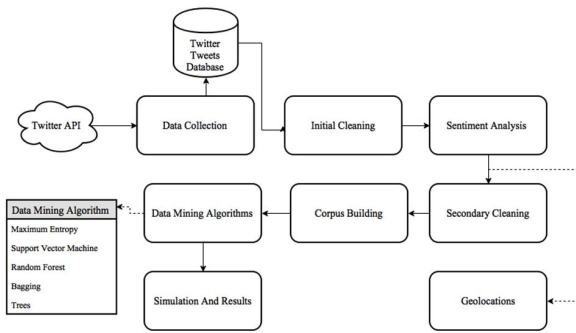 Twitter
Tweets
Database
Twitter API
Data Collection
Initial Cleaning
Sentiment Analysis
Data Mining Algorithm
Maximum Entropy
Support Vector Machine
Random Forest
Bagging
Trees
Data Mining Algorithms
Corpus Building
Secondary Cleaning
Simulation And Results
Geolocations